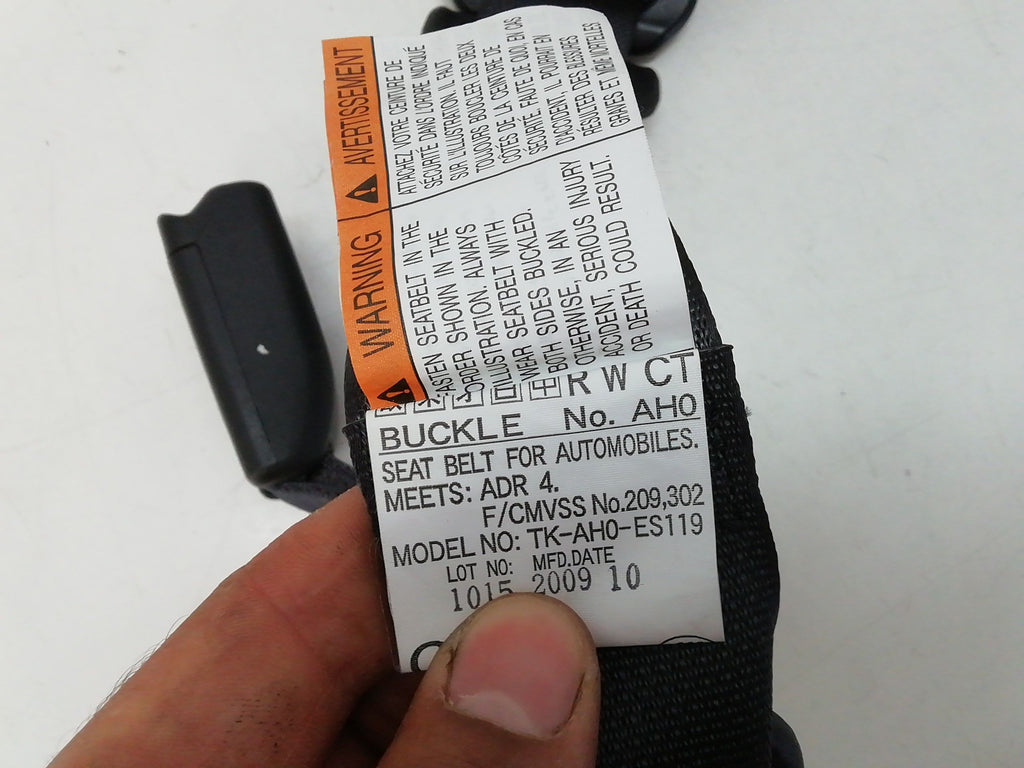 AVERTISSEMENT
ATTACHEZ VOTRE CEINTURE DE
SÉCURITÉ DANS L'ORDRE INDIQUÉ
SUR L'ILLUSTRATION. IL FAUT
TOUJOURS BOUCLER LES DEUX
CÔTÉS DE LA CEINTURE DE
SÉCURITÉ FAUTE DE QUOI, EN CAS
D'ACCIDENT, IL POURRAIT EN
RÉSULTER DES BLESSURES
GRAVES ET MÊME MORTELLES
WARNING
ASTEN SEATBELT IN THE
ORDER SHOWN IN THE
ILLUSTRATION. ALWAYS
WEAR SEATBELT WITH
BOTH SIDES BUCKLED.
OTHERWISE, IN AN
ACCIDENT, SERIOUS INJURY
OR DEATH COULD RESULT.
R W CT
BUCKLE No. AH0
SEAT BELT FOR AUTOMOBILES.
MEETS: ADR 4.
F/CMVSS No.209,302
MODEL NO: TK-AH0-ES119
LOT NO: MFD.DATE
1015 2009 10